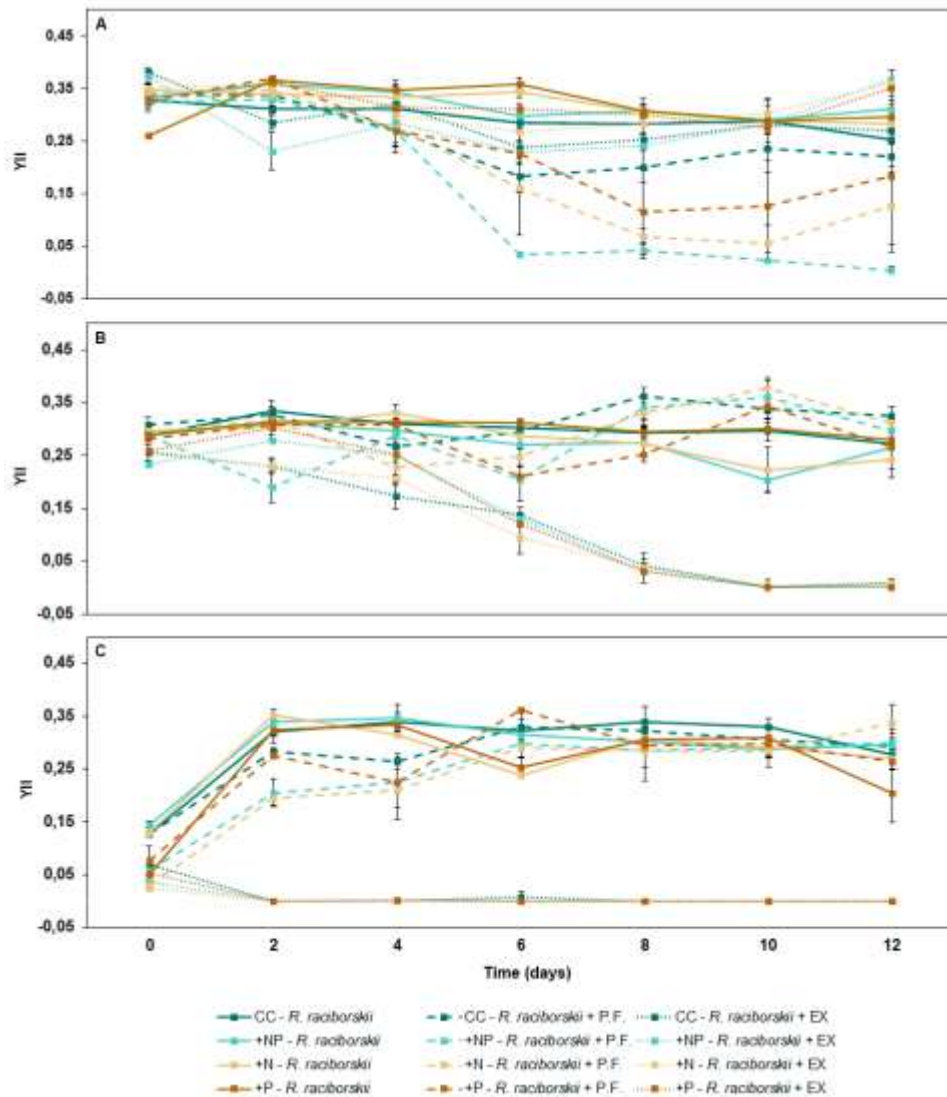 A
0,45
0,35
0,25
0,15
0,05
-0,05
YII
B
0,45
0,35
0,25
0,15
0,05
-0,05
YII
C
0,45
0,35
0,25
0,15
0,05
-0,05
YII
0 2 4 6 8 10 12
Time (days)
CC - R. raciborskii -CC - R. raciborskii + P.F. CC - R. raciborskii + EX
+NP - R. raciborskii -+NP - R. raciborskii + P.F. +NP - R. raciborskii + EX
+N - R. raciborskii -+N - R. raciborskii + P.F. +N - R. raciborskii + EX
+P - R. raciborskii -+P - R. raciborskii + P.F. +P - R. raciborskii + EX